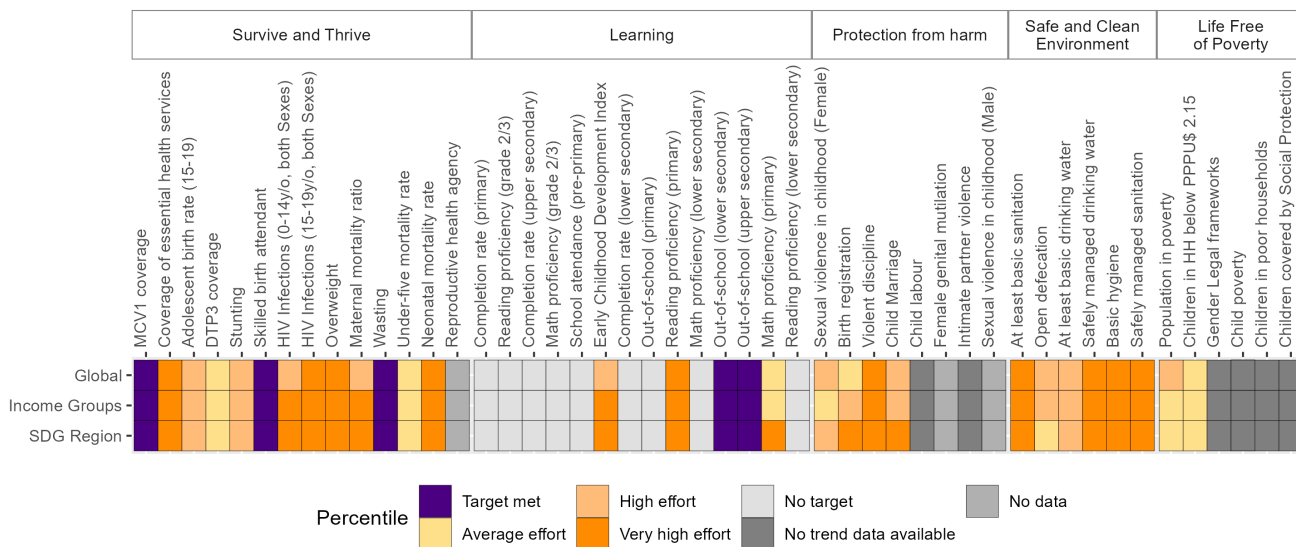 Survive and Thrive
Learning
Protection from harm
Safe and Clean
Environment
Life Free
of Poverty
MCV1 coverage
Coverage of essential health services
Adolescent birth rate (15-19)
DTP3 coverage
Stunting
Skilled birth attendant
HIV Infections (0-14y/o, both Sexes)
HIV Infections (15-19y/o, both Sexes)
Overweight
Maternal mortality ratio
Wasting
Under-five mortality rate
Neonatal mortality rate
Reproductive health agency
Completion rate (primary)
Reading proficiency (grade 2/3)
Completion rate (upper secondary)
Math proficiency (grade 2/3)
School attendance (pre-primary)
Early Childhood Development Index
Completion rate (lower secondary)
Out-of-school (primary)
Reading proficiency (primary)
Math proficiency (lower secondary)
Out-of-school (lower secondary)
Out-of-school (upper secondary)
Math proficiency (primary)
Reading proficiency (lower secondary)
Sexual violence in childhood (Female)
Birth registration
Violent discipline
Child Marriage
Child labour
Female genital mutilation
Intimate partner violence
Sexual violence in childhood (Male)
At least basic sanitation
Open defecation
At least basic drinking water
Safely managed drinking water
Basic hygiene
Safely managed sanitation
Population in poverty
Children in HH below PPPU$ 2.15
Gender Legal frameworks
Child poverty
Children in poor households
Children covered by Social Protection
Global
Income Groups
SDG Region
Percentile
Target met
High effort
No target
No data
Average effort
Very high effort
No trend data available